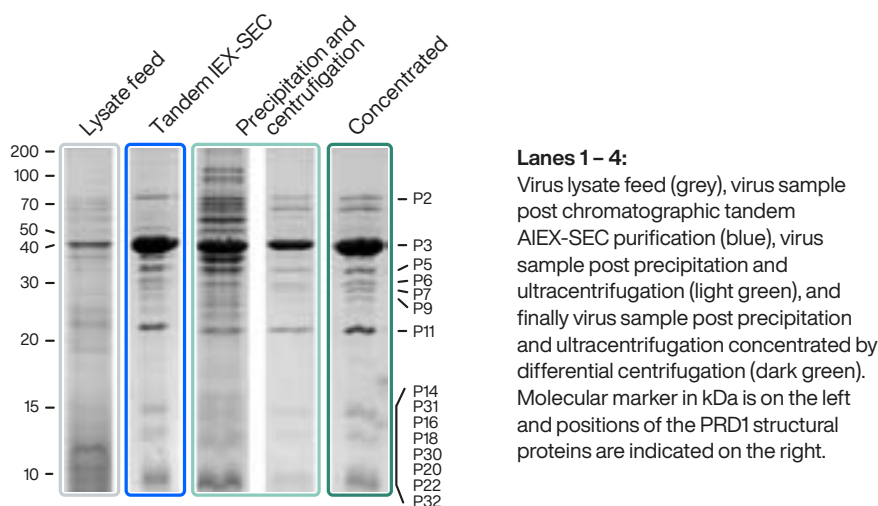 Lysate feed
Tandem IEX-SEC
Precipitation and
centrufigation
Concentrated
200
100
70
50
40
30
20
15
10
P2
P3
P5
P6
P7
P9
P11
P14
P31
P16
P18
P30
P20
P22
P32
Lanes 1 – 4:
Virus lysate feed (grey), virus sample
post chromatographic tandem
AIEX-SEC purification (blue), virus
sample post precipitation and
ultracentrifugation (light green), and
finally virus sample post precipitation
and ultracentrifugation concentrated by
differential centrifugation (dark green).
Molecular marker in kDa is on the left
and positions of the PRD1 structural
proteins are indicated on the right.